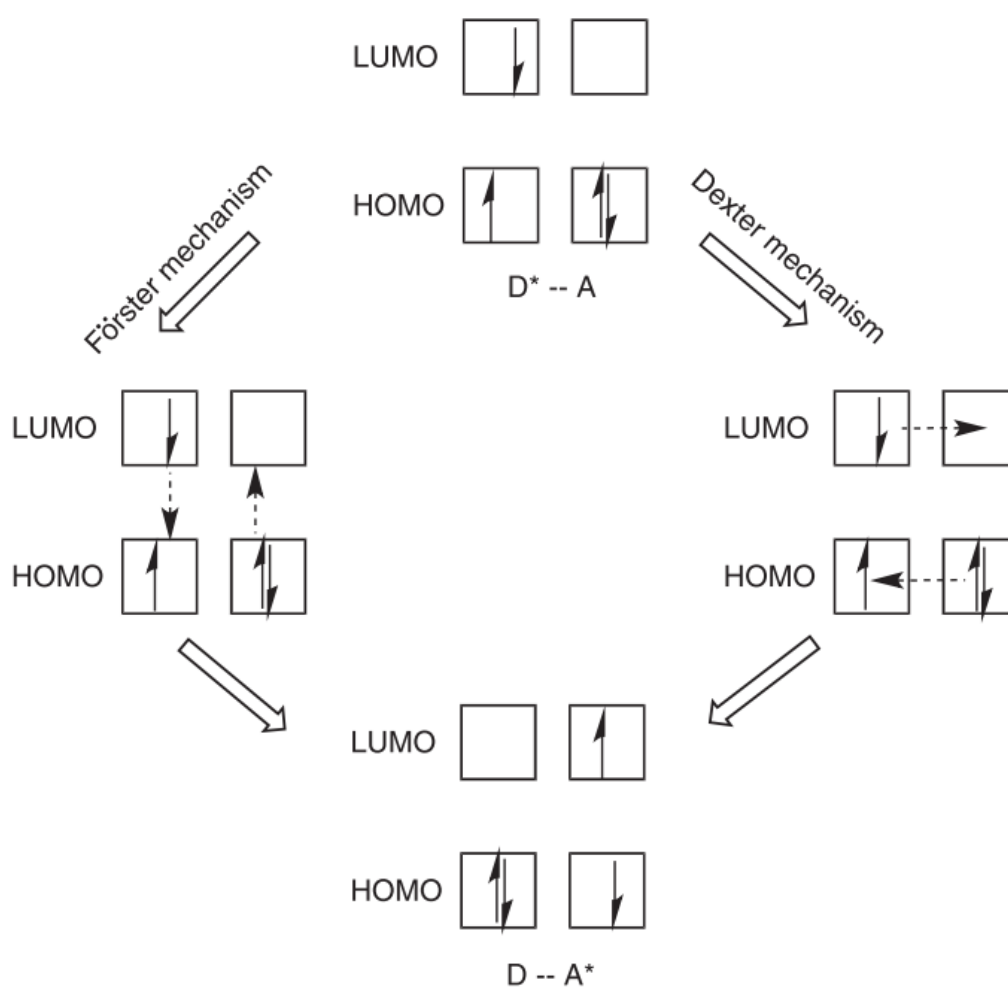 LUMO
HOMO
D* -- A
Förster mechanism
Dexter mechanism
LUMO
HOMO
LUMO
HOMO
LUMO
HOMO
D -- A*